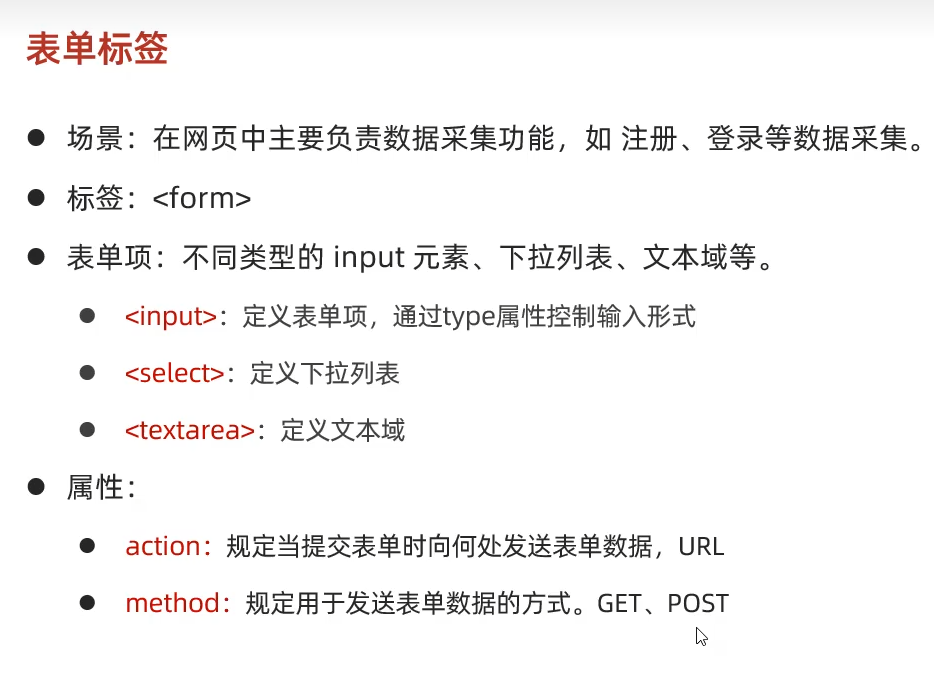 表单标签
场景：在网页中主要负责数据采集功能，如 注册、登录等数据采集。
标签：<form>
表单项：不同类型的 input 元素、下拉列表、文本域等。
<input>：定义表单项，通过type属性控制输入形式
<select>：定义下拉列表
<textarea>：定义文本域
属性：
action：规定当提交表单时向何处发送表单数据，URL
method：规定用于发送表单数据的方式。GET、POST